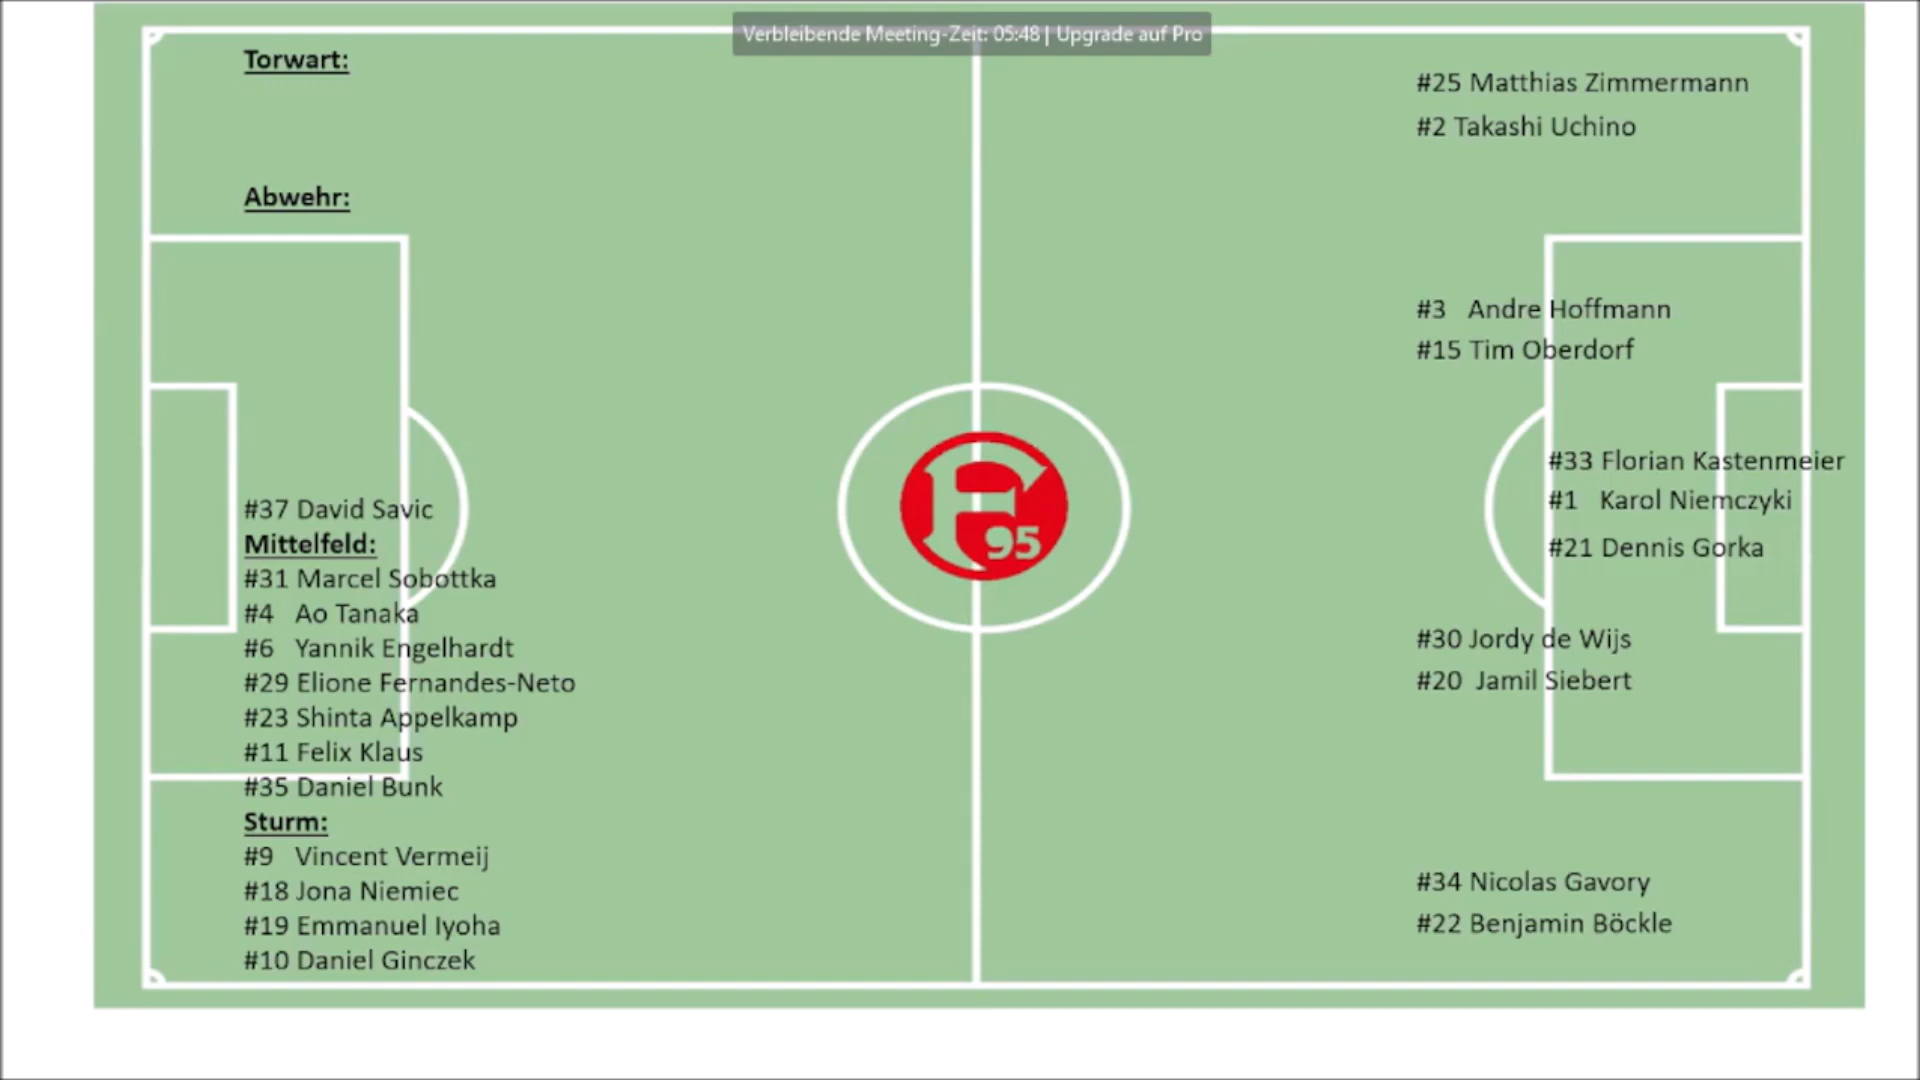 Verbleibende Meeting-Zeit: 05:48 | Upgrade auf Pro
Torwart:
Abwehr:
#37 David Savic
Mittelfeld:
#31 Marcel Sobottka
#4 Ao Tanaka
#6 Yannik Engelhardt
#29 Elione Fernandes-Neto
#23 Shinta Appelkamp
#11 Felix Klaus
#35 Daniel Bunk
Sturm:
#9 Vincent Vermeij
#18 Jona Niemiec
#19 Emmanuel Iyoha
#10 Daniel Ginczek
F 95
#25 Matthias Zimmermann
#2 Takashi Uchino
#3 Andre Hoffmann
#15 Tim Oberdorf
#33 Florian Kastenmeier
#1 Karol Niemczyki
#21 Dennis Gorka
#30 Jordy de Wijs
#20 Jamil Siebert
#34 Nicolas Gavory
#22 Benjamin Böckle